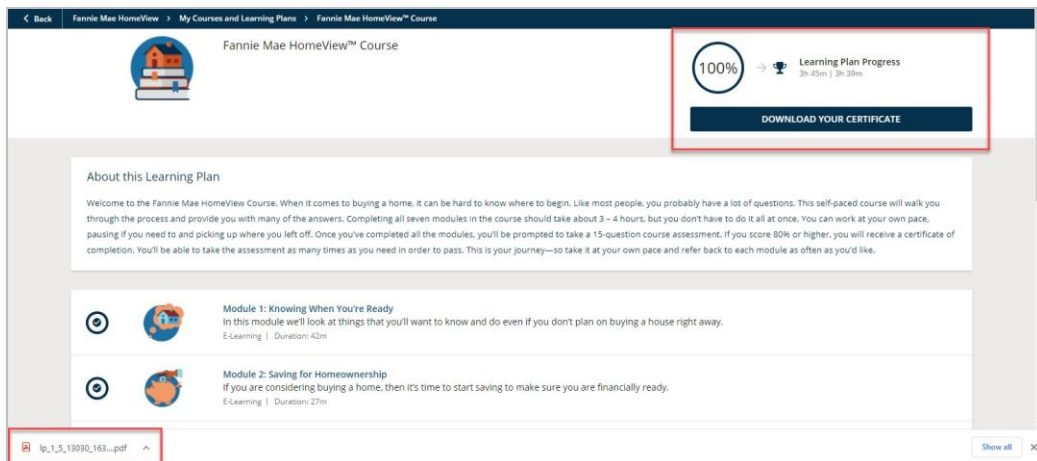 Back
Fannie Mae HomeView > My Courses and Learning Plans > Fannie Mae HomeView™ Course
Fannie Mae HomeView™ Course
100%
Learning Plan Progress
3h 45m | 3h 39m
DOWNLOAD YOUR CERTIFICATE
About this Learning Plan
Welcome to the Fannie Mae HomeView Course. When it comes to buying a home, it can be hard to know where to begin. Like most people, you probably have a lot of questions. This self-paced course will walk you
through the process and provide you with many of the answers. Completing all seven modules in the course should take about 3 – 4 hours, but you don't have to do it all at once. You can work at your own pace,
pausing if you need to and picking up where you left off. Once you've completed all the modules, you'll be prompted to take a 15-question course assessment. If you score 80% or higher, you will receive a certificate of
completion. You'll be able to take the assessment as many times as you need in order to pass. This is your journey—so take it at your own pace and refer back to each module as often as you'd like.
Module 1: Knowing When You're Ready
In this module we'll look at things that you'll want to know and do even if you don't plan on buying a house right away.
E-Learning | Duration: 42m
Module 2: Saving for Homeownership
If you are considering buying a home, then it's time to start saving to make sure you are financially ready.
E-Learning | Duration: 27m
lp_1_5_13030_163....pdf
Show all